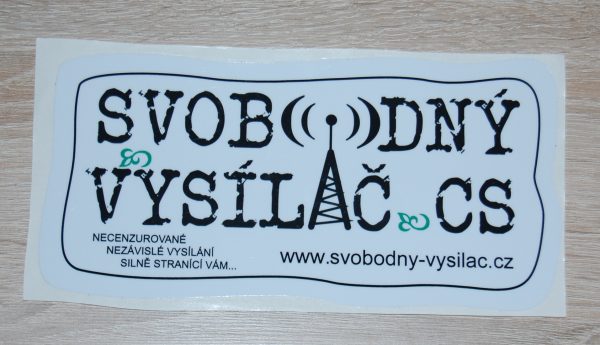 SVOBODNÝ
VYSÍLAČ.CS
NECENZUROVANÉ
NEZÁVISLÉ VYSÍLÁNÍ
SILNĚ STRANÍCÍ VÁM...
www.svobodny-vysilac.cz